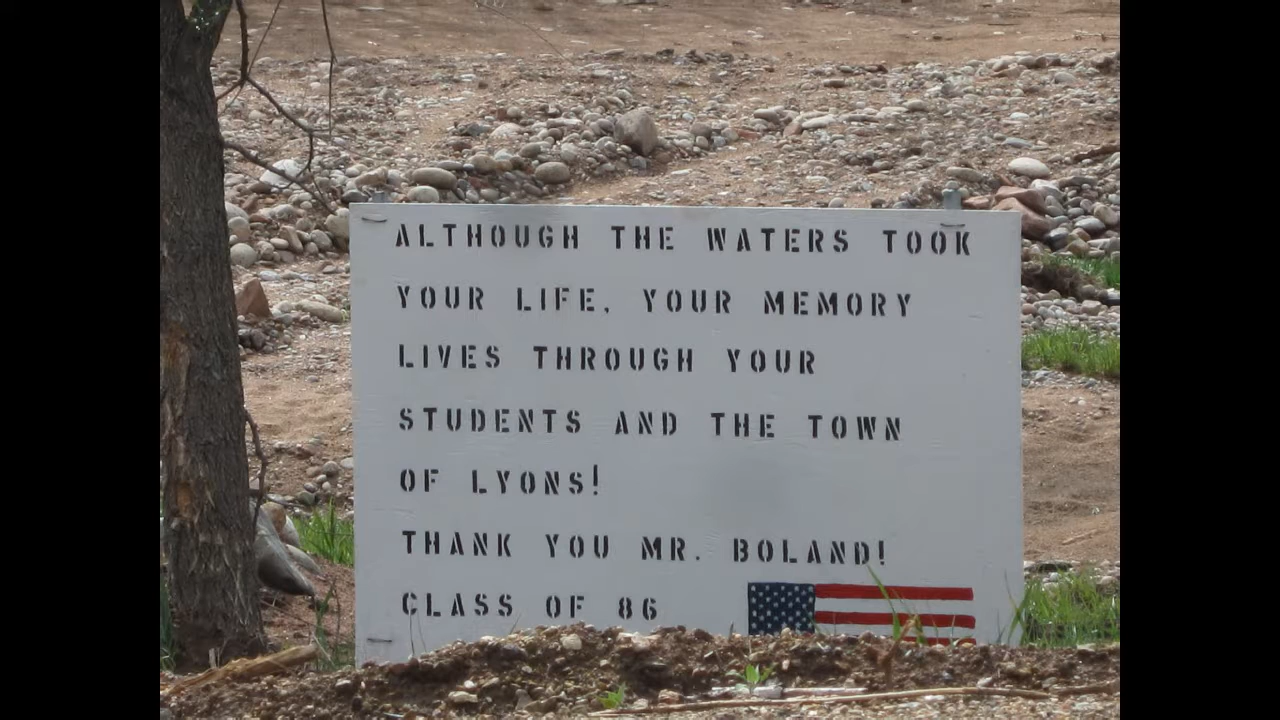 ALTHOUGH THE WATERS TOOK
YOUR LIFE, YOUR MEMORY
LIVES THROUGH YOUR
STUDENTS AND THE TOWN
OF LYONS!
THANK YOU MR. BOLAND!
CLASS OF 86